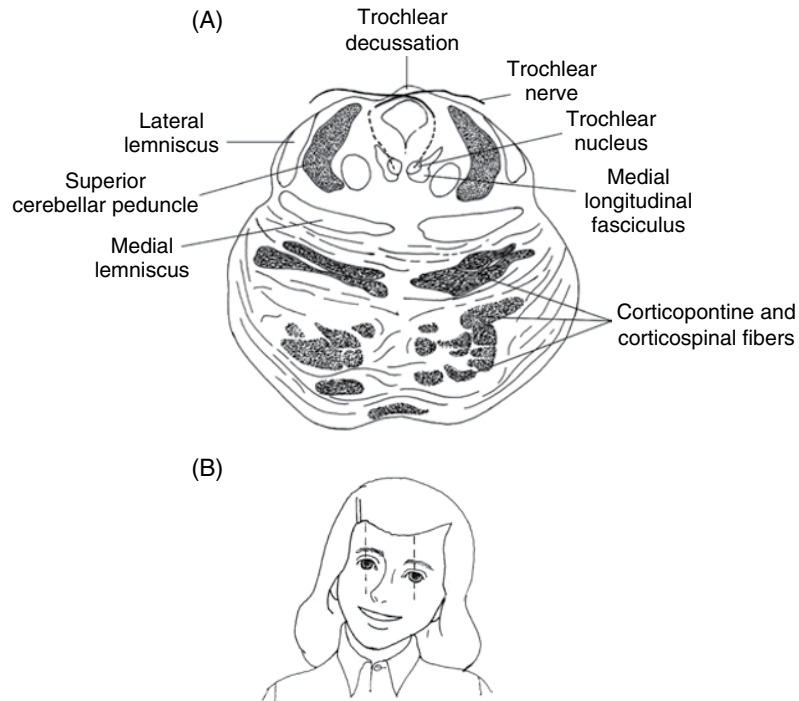 (A)
Trochlear
decussation
Trochlear
nerve
Lateral
lemniscus
Trochlear
nucleus
Superior
cerebellar peduncle
Medial
longitudinal
fasciculus
Medial
lemniscus
Corticopontine and
corticospinal fibers
(B)